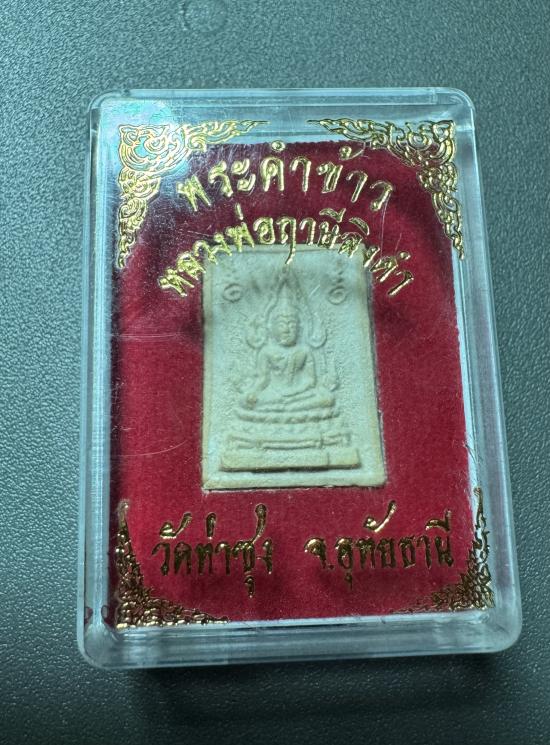 พระคำข้าว
หลวงพ่อฤาษีลิงดำ
วัดท่าซุง จ.อุทัยธานี